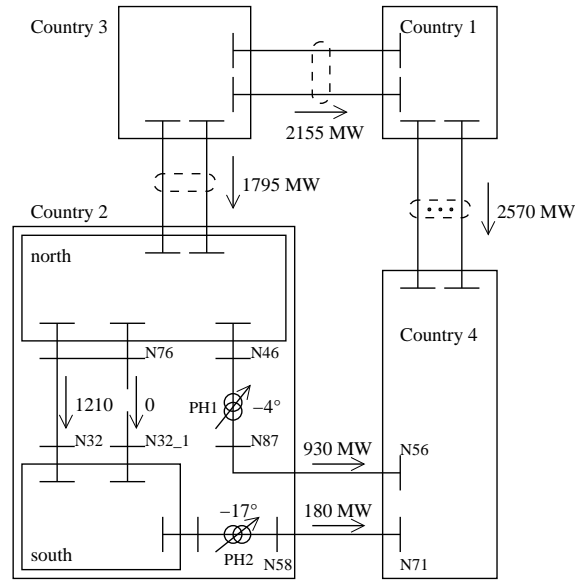 Country 3
Country 1
2155 MW
1795 MW
2570 MW
Country 2
north
Country 4
N76
N46
1210
0
PH1
−4°
N32
N32_1
N87
930 MW
N56
−17°
180 MW
south
PH2
N58
N71